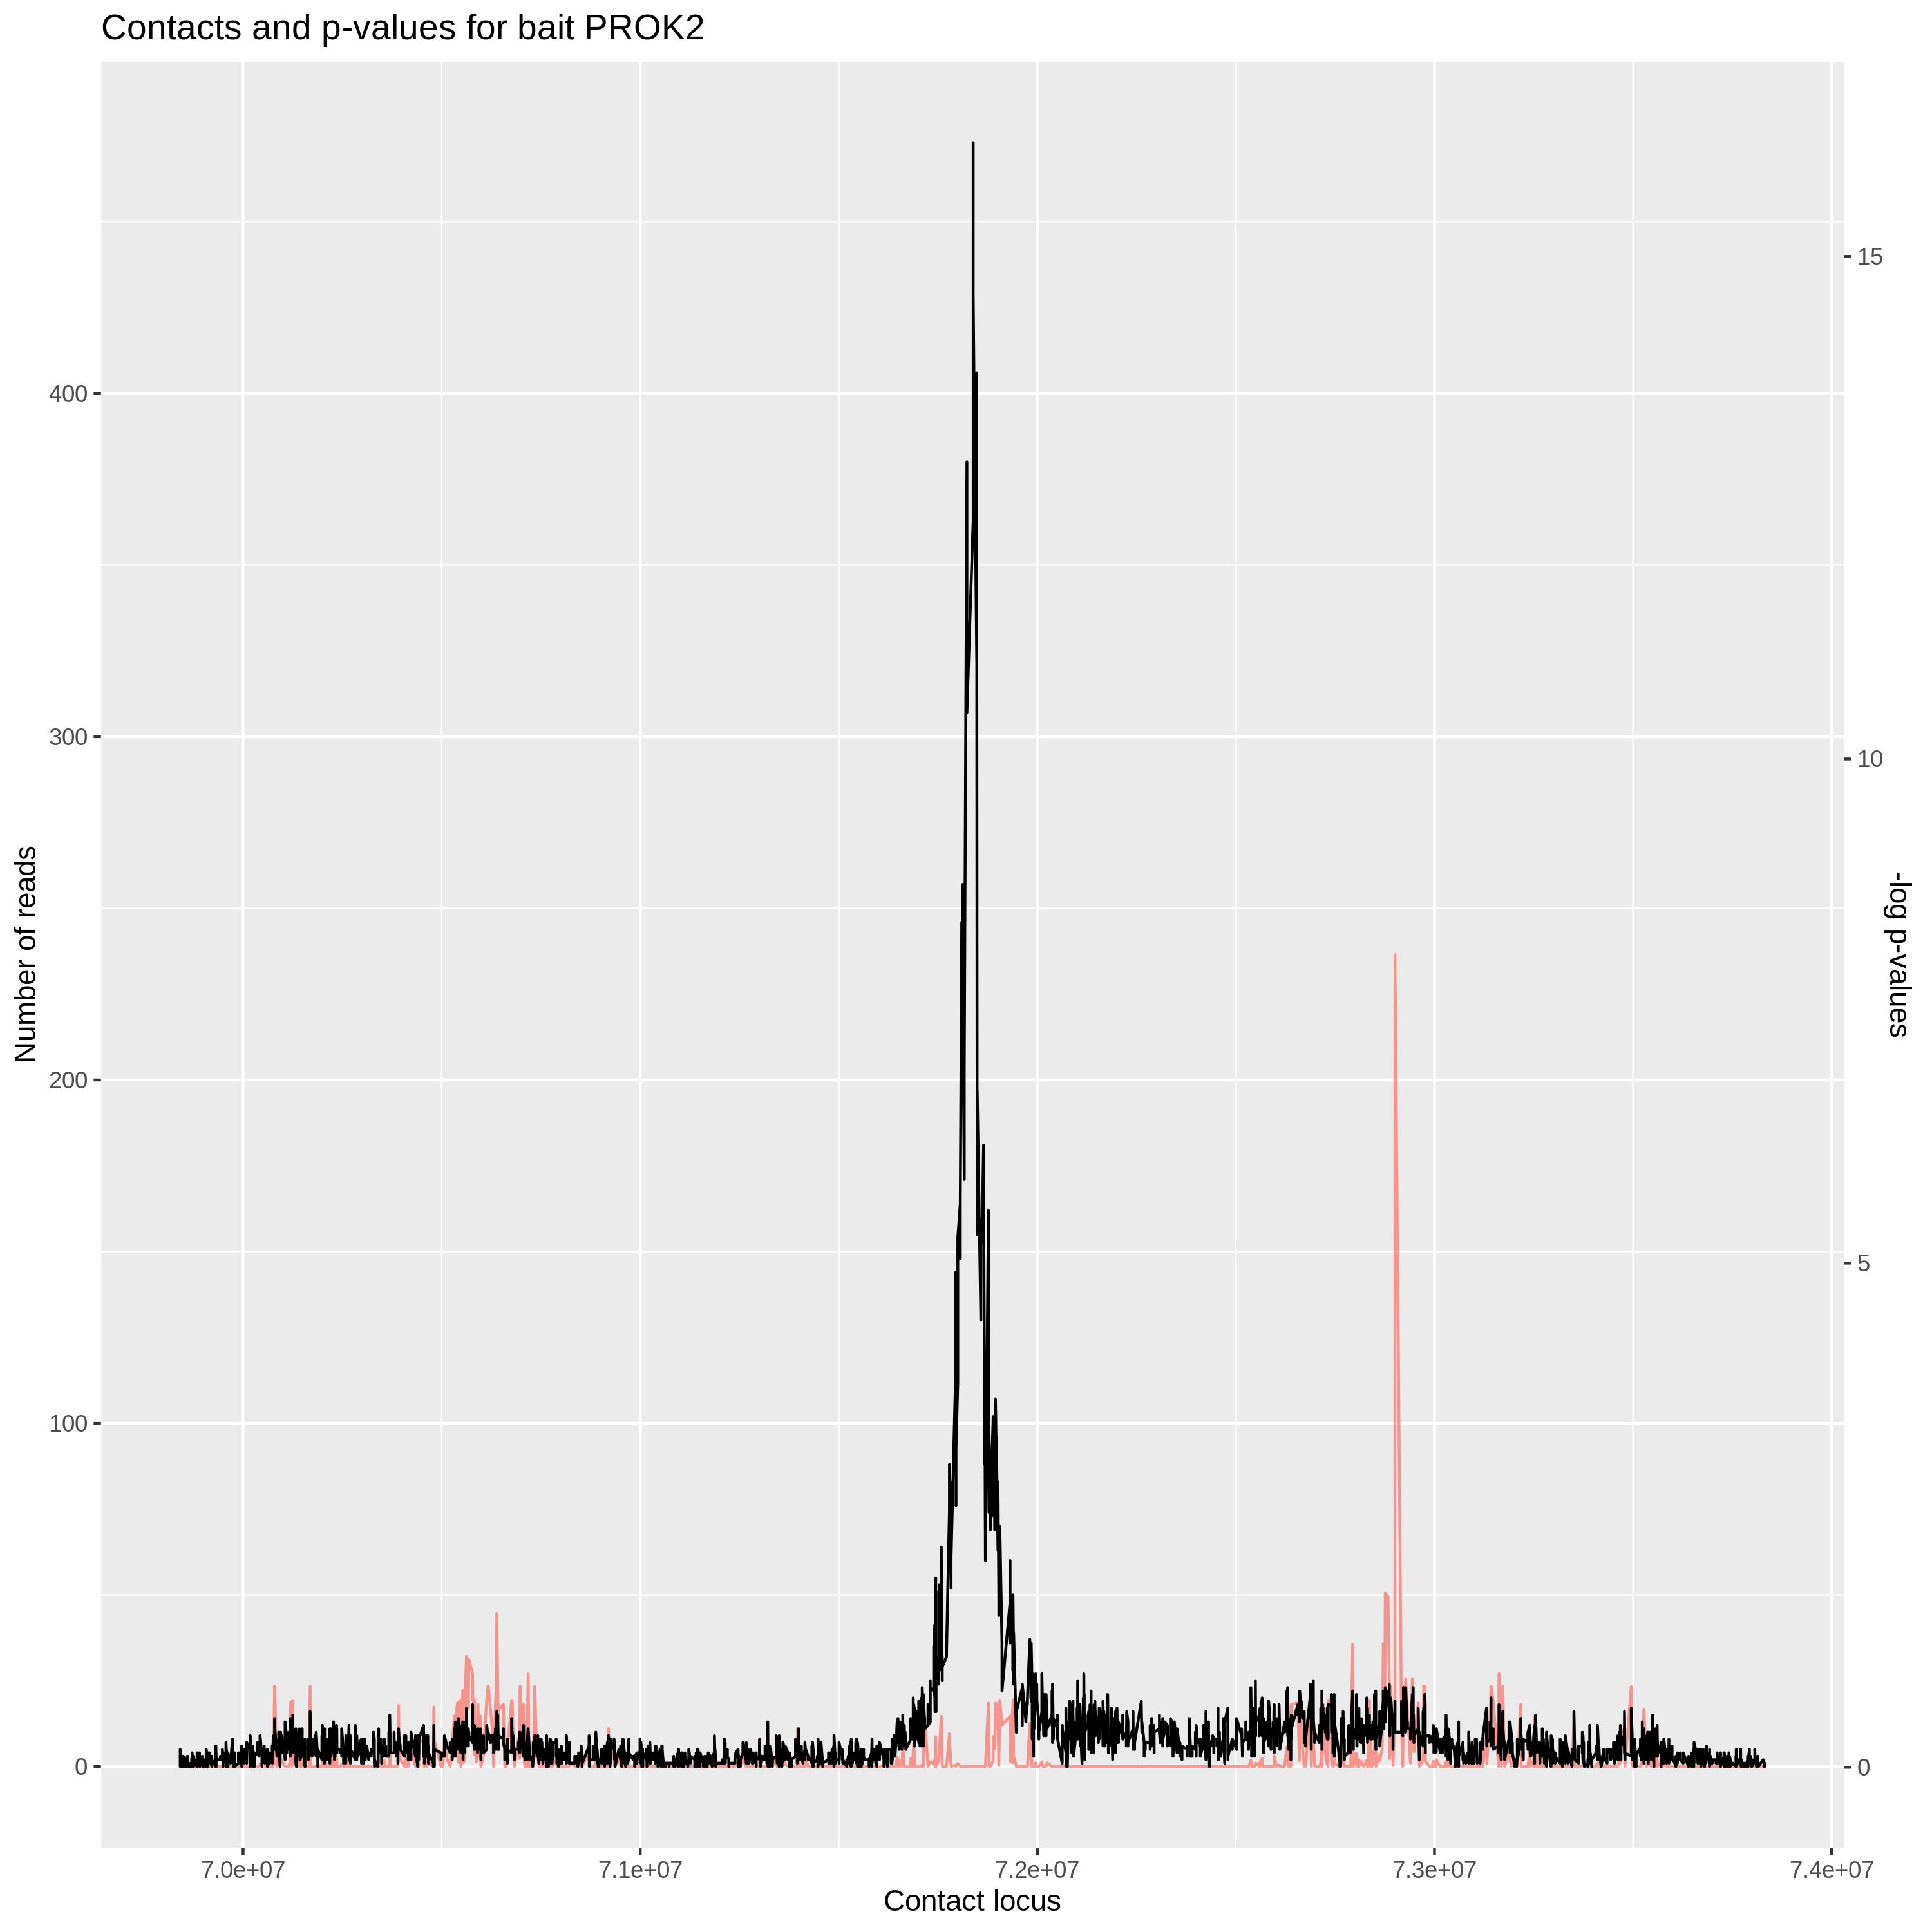 Contacts and p-values for bait PROK2
400
300
200
100
0
Number of reads
15
10
5
0
-log p-values
7.0e+07
7.1e+07
7.2e+07
7.3e+07
7.4e+07
Contact locus